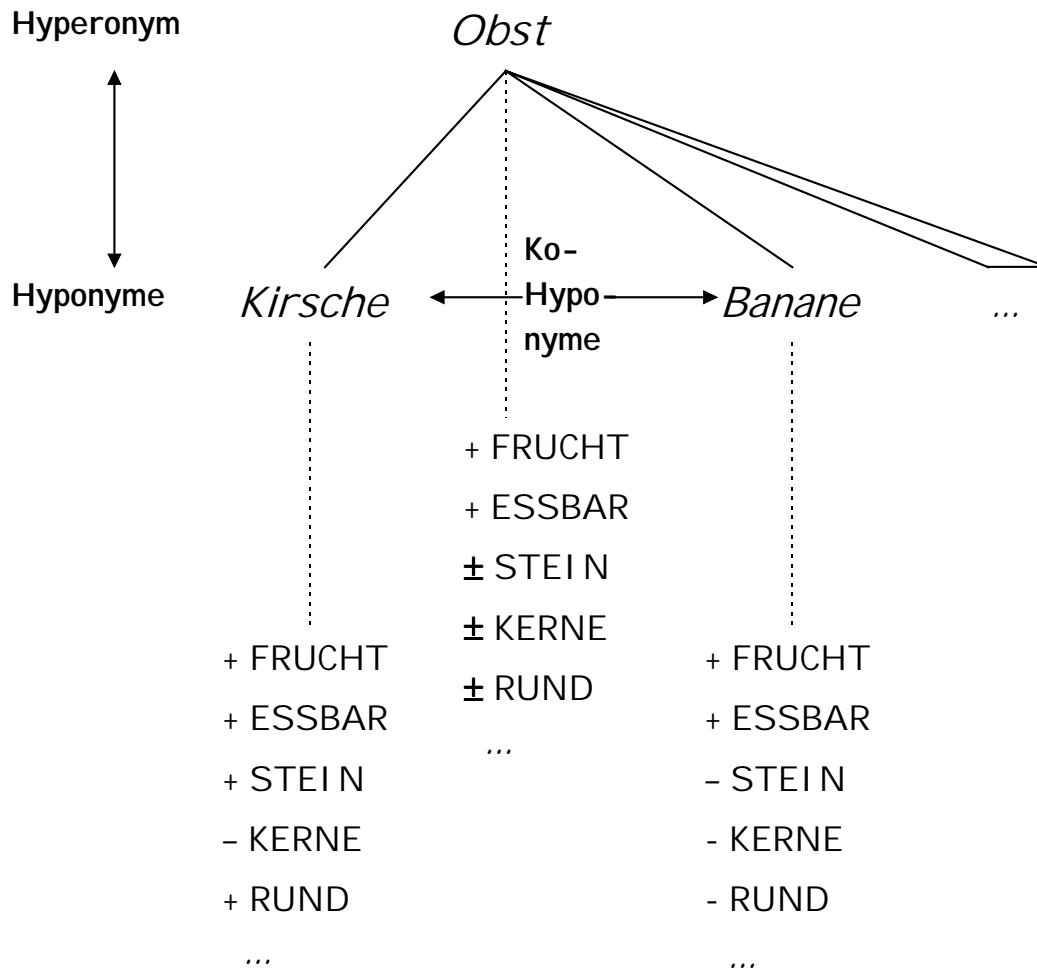 Hyperonym
Obst
Ko-
Hyponyme
Kirsche
Hypo-
Banane
...
nyme
+ FRUCHT
+ ESSBAR
± STEIN
± KERNE
± RUND
...
+ FRUCHT
+ ESSBAR
+ STEIN
– KERNE
+ RUND
...
+ FRUCHT
+ ESSBAR
– STEIN
- KERNE
- RUND
...